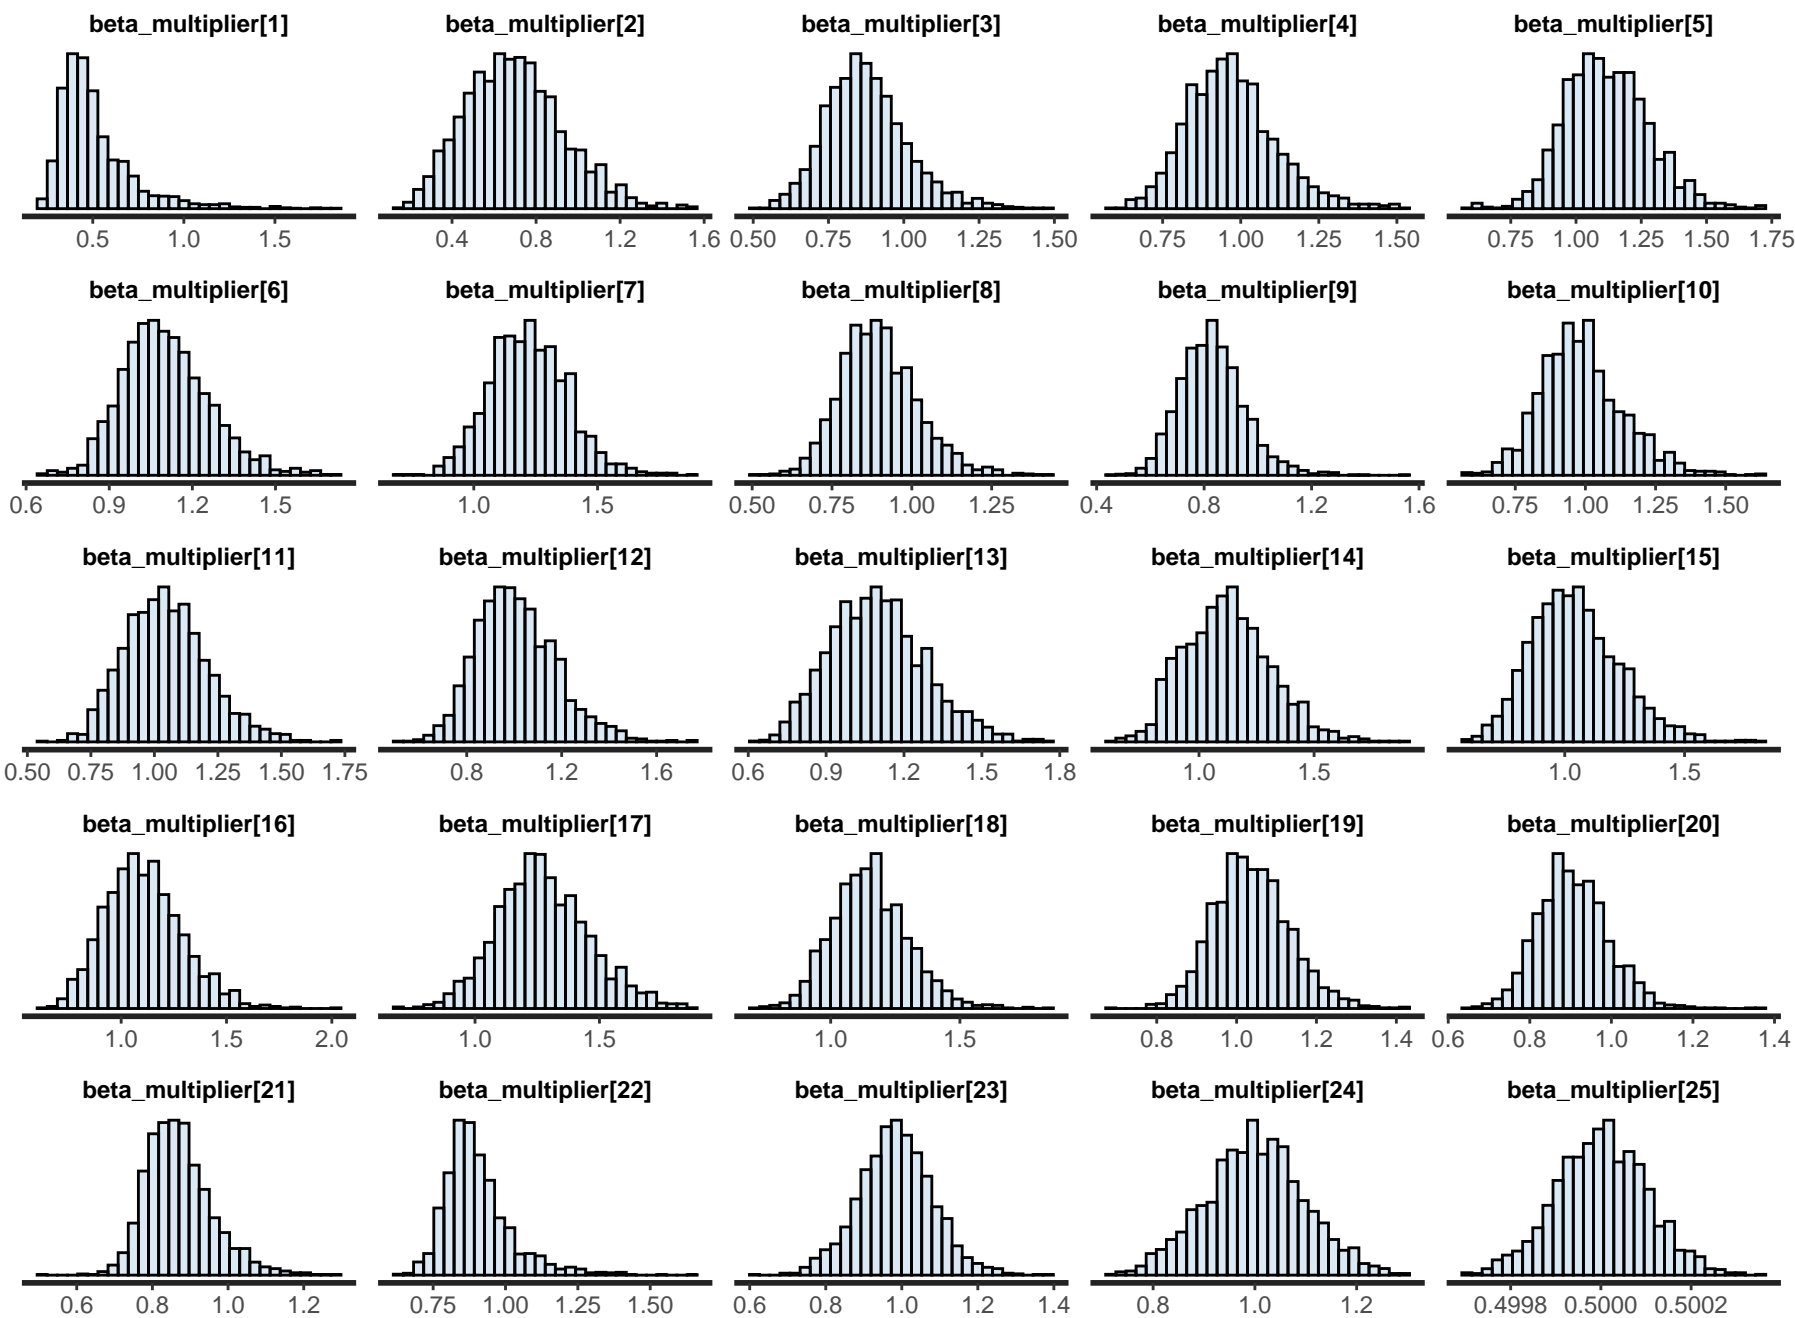 beta_multiplier[1] beta_multiplier[2] beta_multiplier[3] beta_multiplier[4] beta_multiplier[5]
0.5 1.0 1.5 0.4 0.8 1.2 1.6 0.50 0.75 1.00 1.25 1.50 0.75 1.00 1.25 1.50 0.75 1.00 1.25 1.50 1.75
beta_multiplier[6] beta_multiplier[7] beta_multiplier[8] beta_multiplier[9] beta_multiplier[10]
0.6 0.9 1.2 1.5 1.0 1.5 0.50 0.75 1.00 1.25 0.4 0.8 1.2 1.6 0.75 1.00 1.25 1.50
beta_multiplier[11] beta_multiplier[12] beta_multiplier[13] beta_multiplier[14] beta_multiplier[15]
0.50 0.75 1.00 1.25 1.50 1.75 0.8 1.2 1.6 0.6 0.9 1.2 1.5 1.8 1.0 1.5 1.0 1.5
beta_multiplier[16] beta_multiplier[17] beta_multiplier[18] beta_multiplier[19] beta_multiplier[20]
1.0 1.5 2.0 1.0 1.5 1.0 1.5 0.8 1.0 1.2 1.4 0.6 0.8 1.0 1.2 1.4
beta_multiplier[21] beta_multiplier[22] beta_multiplier[23] beta_multiplier[24] beta_multiplier[25]
0.6 0.8 1.0 1.2 0.75 1.00 1.25 1.50 0.6 0.8 1.0 1.2 1.4 0.8 1.0 1.2 0.4998 0.5000 0.5002